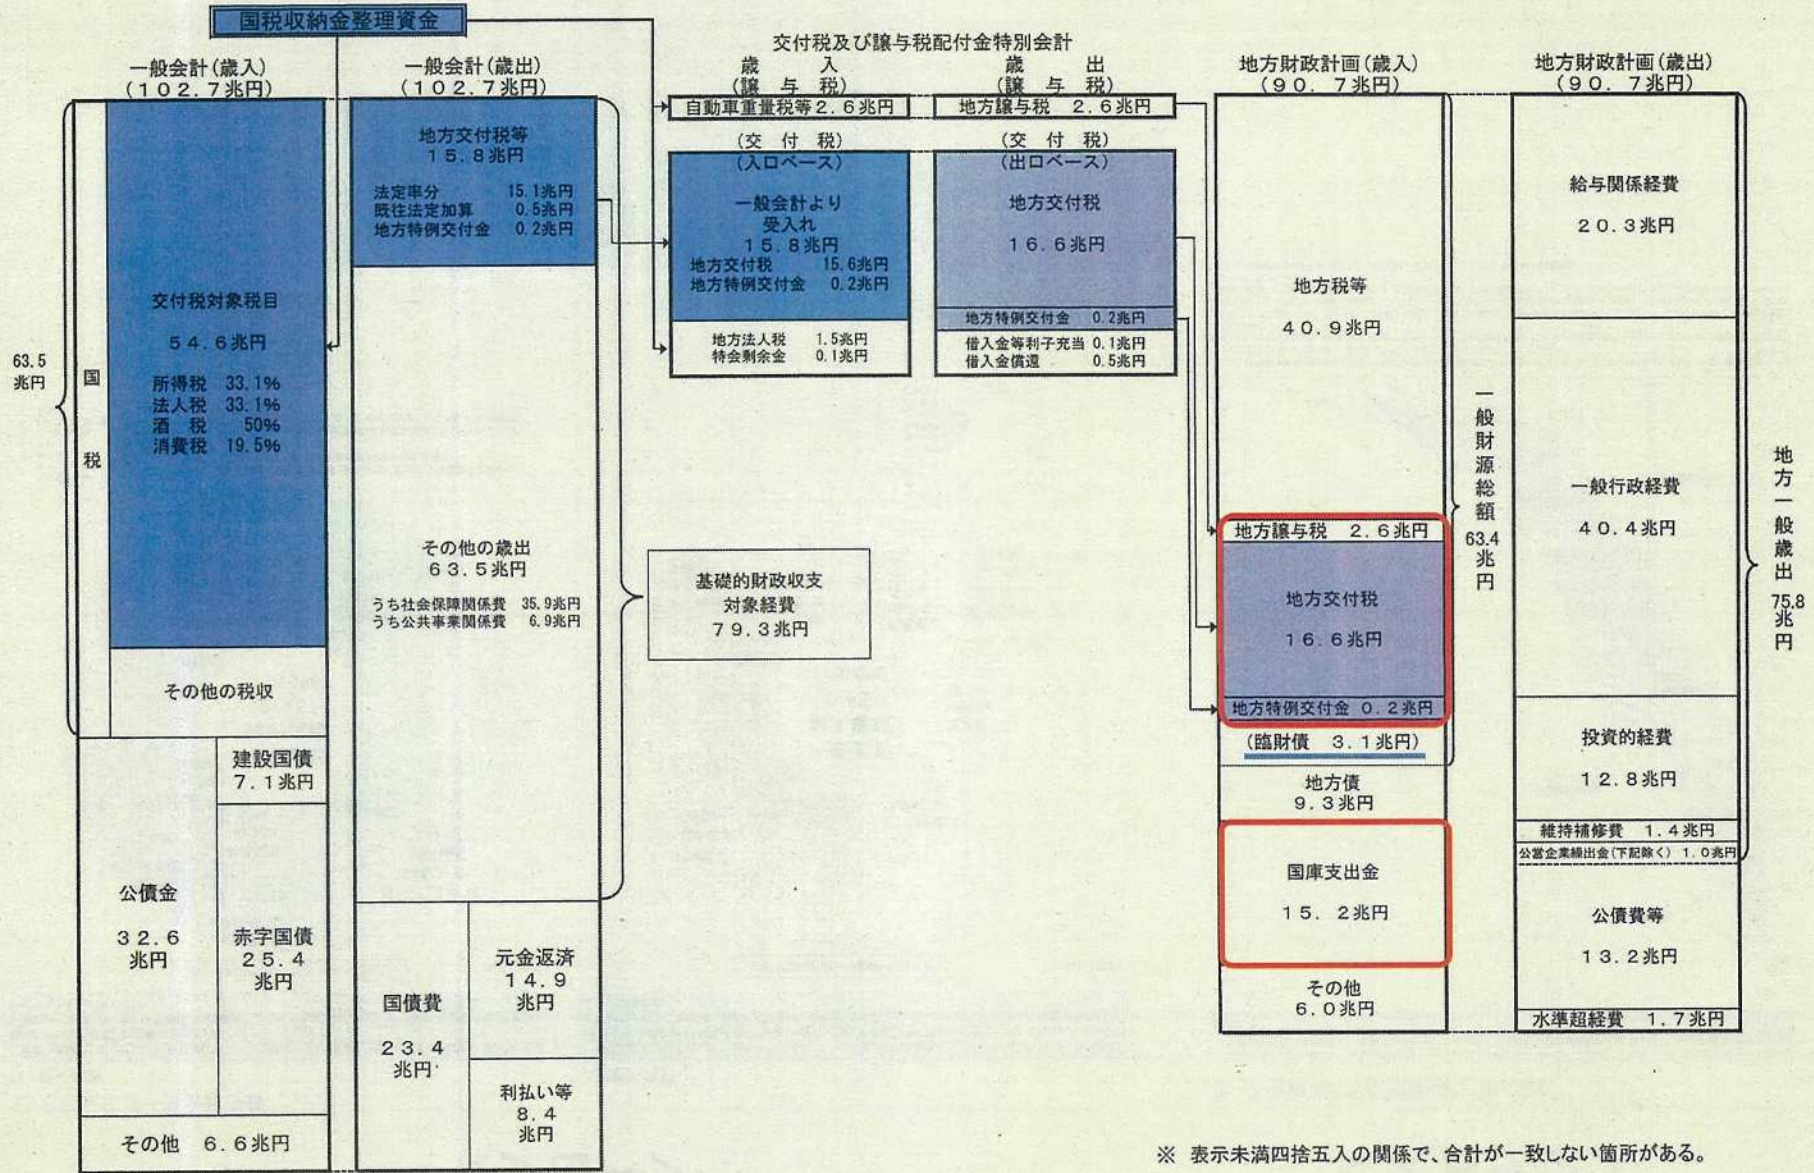 国税収納金整理資金
一般会計(歳入)
(102.7兆円)
63.5
兆円
国税
交付税対象税目
54.6兆円
所得税 33.1%
法人税 33.1%
酒 税 50%
消費税 19.5%
その他の税収
公債金
32.6
兆円
建設国債
7.1兆円
赤字国債
25.4
兆円
その他 6.6兆円
一般会計(歳出)
(102.7兆円)
地方交付税等
15.8兆円
法定率分 15.1兆円
既往法定加算 0.5兆円
地方特例交付金 0.2兆円
その他の歳出
63.5兆円
うち社会保障関係費 35.9兆円
うち公共事業関係費 6.9兆円
国債費
23.4
兆円
元金返済
14.9
兆円
利払い等
8.4
兆円
基礎的財政収支
対象経費
79.3兆円
交付税及び譲与税配付金特別会計
歳 入
(譲 与 税)
自動車重量税等2.6兆円
(交 付 税)
(入口ベース)
一般会計より
受入れ
15.8兆円
地方交付税 15.6兆円
地方特例交付金 0.2兆円
地方法人税 1.5兆円
特会剰余金 0.1兆円
歳 出
(譲 与 税)
地方譲与税 2.6兆円
(交 付 税)
(出口ベース)
地方交付税
16.6兆円
地方特例交付金 0.2兆円
借入金等利子充当 0.1兆円
借入金償還 0.5兆円
地方財政計画(歳入)
(90.7兆円)
地方税等
40.9兆円
地方譲与税 2.6兆円
地方交付税
16.6兆円
地方特例交付金 0.2兆円
(臨財債 3.1兆円)
地方債
9.3兆円
国庫支出金
15.2兆円
その他
6.0兆円
一般財源総額
63.4
兆円
地方財政計画(歳出)
(90.7兆円)
給与関係経費
20.3兆円
一般行政経費
40.4兆円
投資的経費
12.8兆円
維持補修費 1.4兆円
公営企業繰出金(下記除く) 1.0兆円
公債費等
13.2兆円
水準超経費 1.7兆円
地方一般歳出
75.8
兆円
※ 表示未満四捨五入の関係で、合計が一致しない箇所がある。